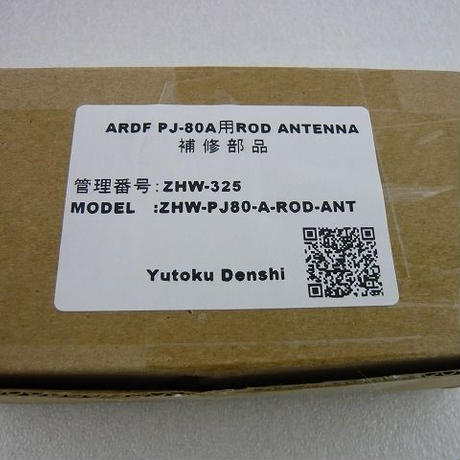 ARDF PJ-80A用ROD ANTENNA
補修部品
管理番号:ZHW-325
MODEL :ZHW-PJ80-A-ROD-ANT
Yutoku Denshi